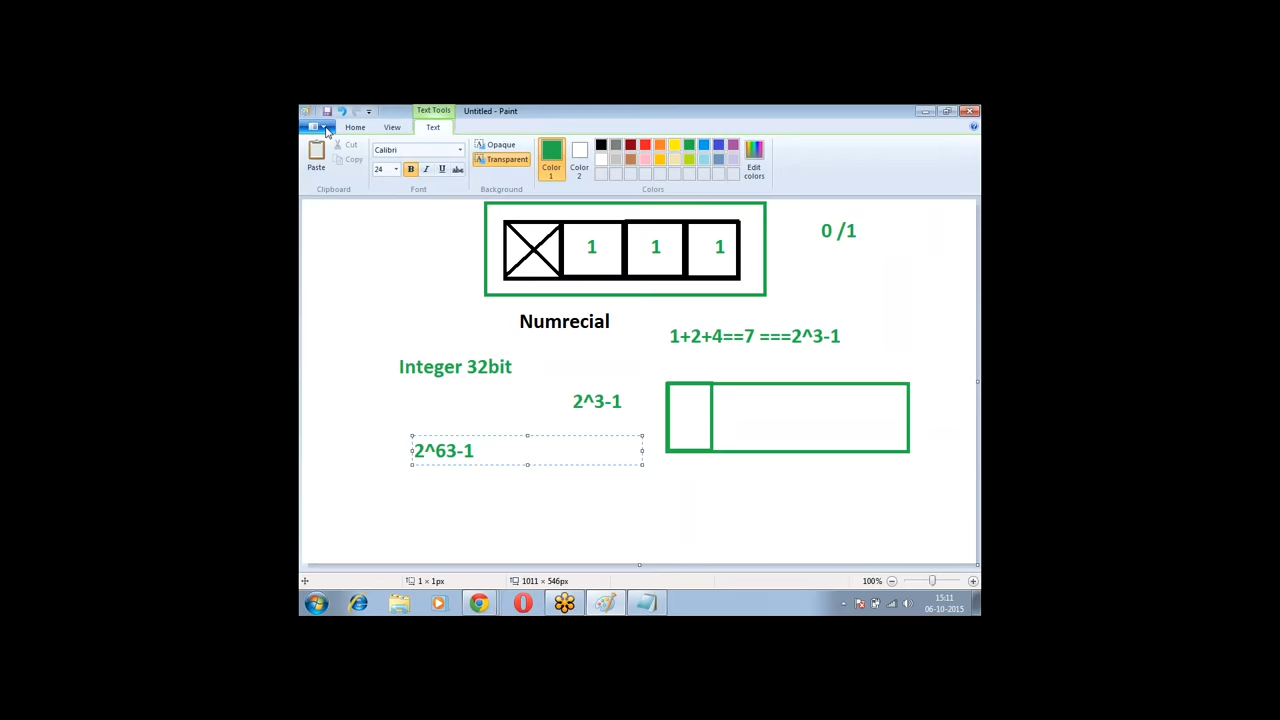 Text Tools
Untitled - Paint
Home
View
Text
Paste
Cut
Copy
Clipboard
Calibri
24
B I U abc
Font
Opaque
Transparent
Background
Color 1
Color 2
Edit colors
Colors
1 1 1
0 /1
Numrecial
1+2+4==7 ===2^3-1
Integer 32bit
2^3-1
2^63-1
1 × 1px
1011 × 546px
100%
15:11
06-10-2015